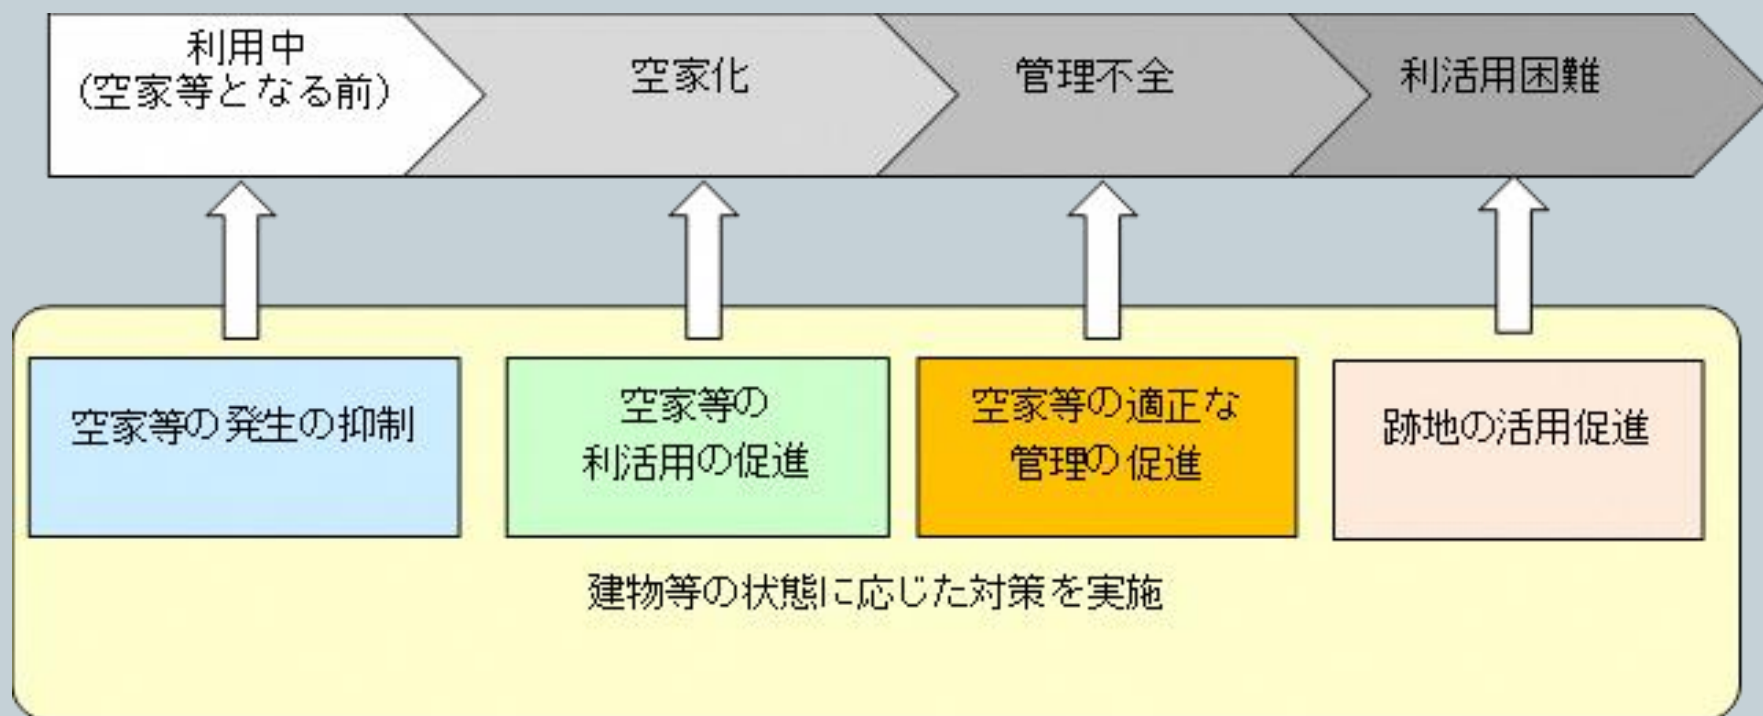 利用中
(空家等となる前)
空家化
管理不全
利活用困難
空家等の発生の抑制
空家等の
利活用の促進
空家等の適正な
管理の促進
跡地の活用促進
建物等の状態に応じた対策を実施